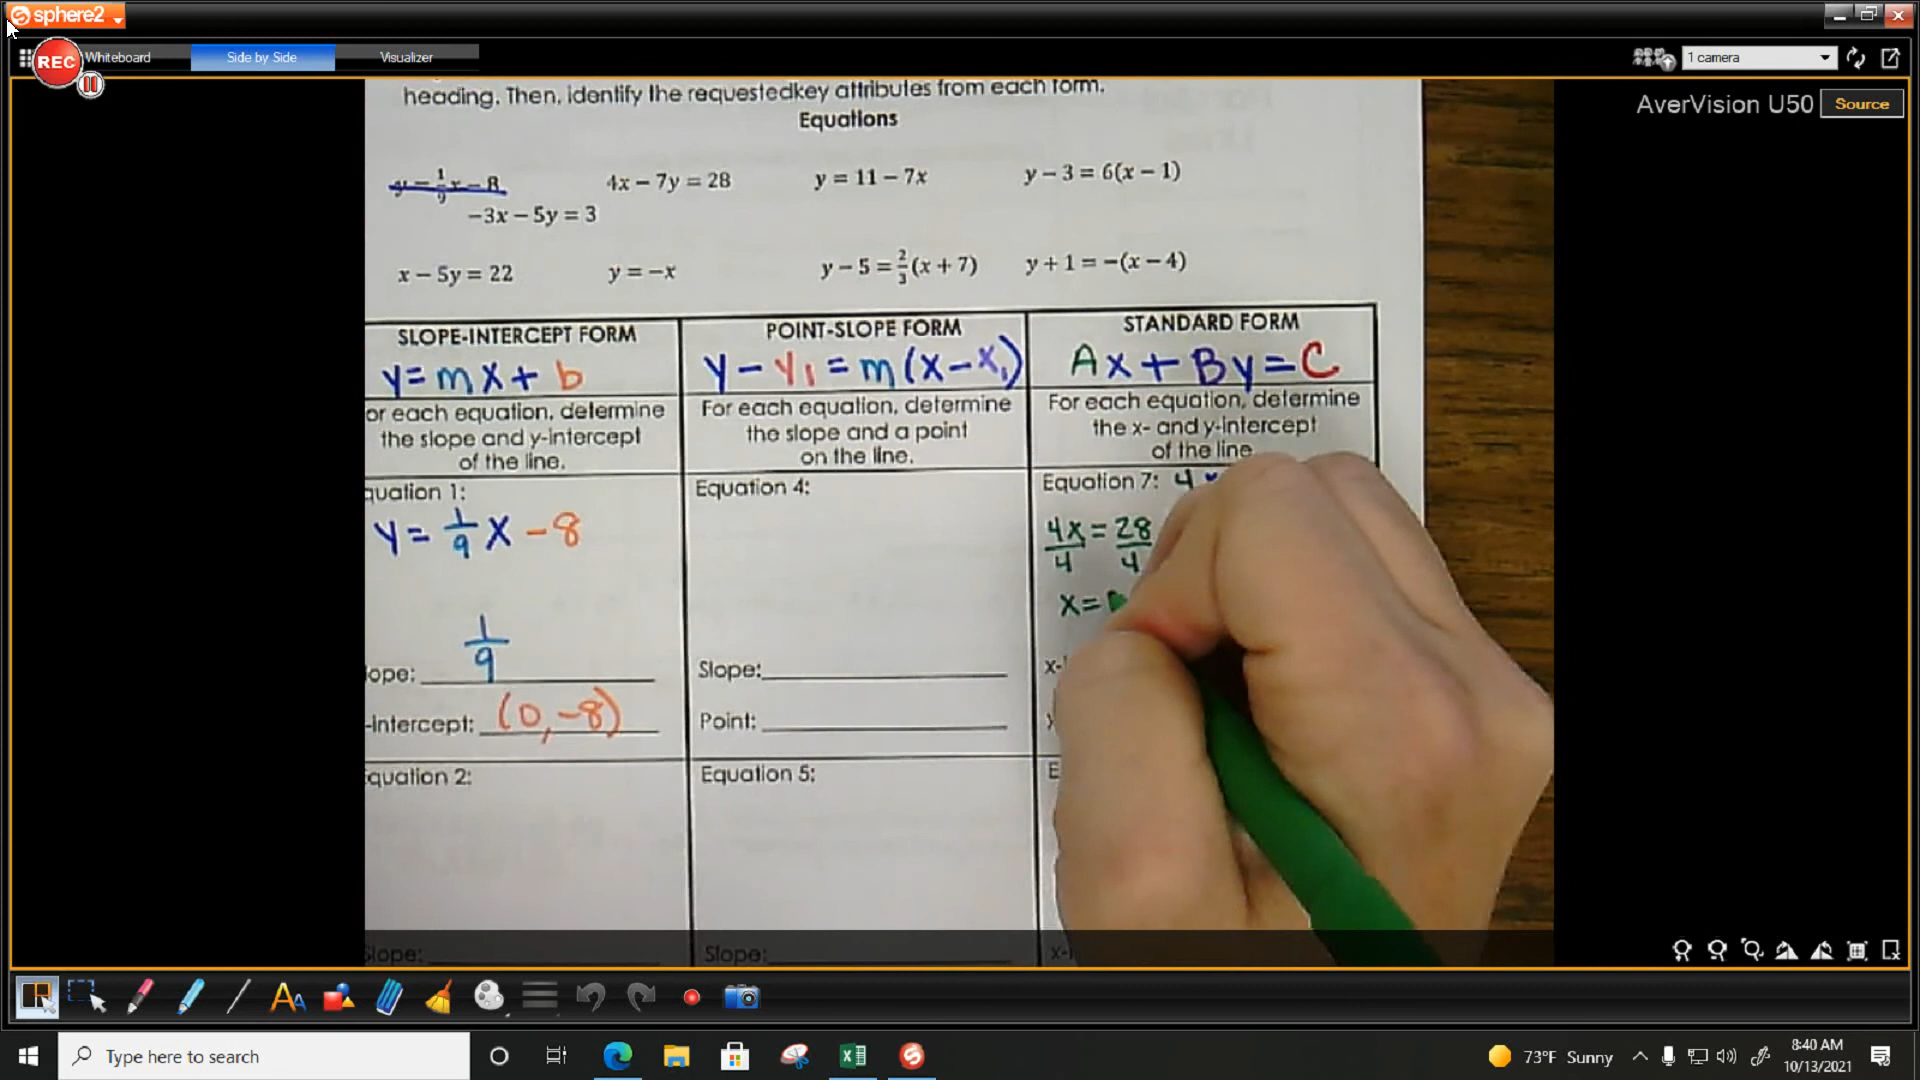 sphere2
REC
Whiteboard
Side by Side
Visualizer
1 camera
AverVision U50
Source
heading. Then, identify the requestedkey attributes from each form.
Equations
y = 1/9 x − 8
4x − 7y = 28
y = 11 − 7x
y − 3 = 6(x − 1)
−3x − 5y = 3
x − 5y = 22
y = −x
y − 5 = 2/3 (x + 7)
y + 1 = −(x − 4)
SLOPE-INTERCEPT FORM
y = mx + b
or each equation, determine
the slope and y-intercept
of the line.
quation 1:
y = 1/9 x − 8
1/9
lope:
(0, −8)
-intercept:
quation 2:
Slope:
POINT-SLOPE FORM
y − y₁ = m(x − x₁)
For each equation, determine
the slope and a point
on the line.
Equation 4:
Slope:
Point:
Equation 5:
Slope:
STANDARD FORM
Ax + By = C
For each equation, determine
the x- and y-intercept
of the line
Equation 7: 4
4x = 28
4 4
x =
x-
E
x-
Type here to search
73°F Sunny
8:40 AM
10/13/2021